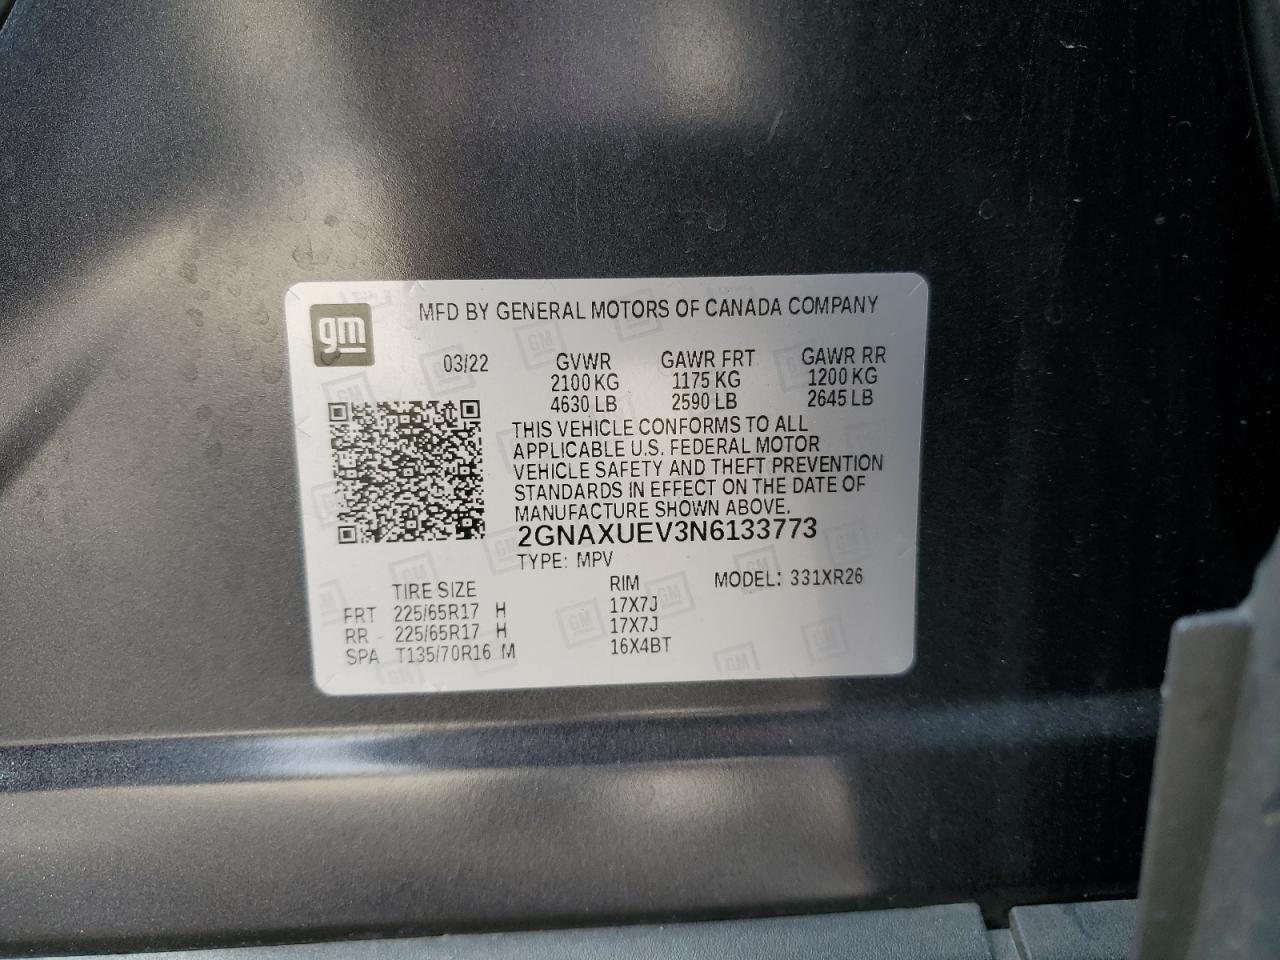 gm
MFD BY GENERAL MOTORS OF CANADA COMPANY
03/22 GVWR GAWR FRT GAWR RR
2100 KG 1175 KG 1200 KG
4630 LB 2590 LB 2645 LB
THIS VEHICLE CONFORMS TO ALL
APPLICABLE U.S. FEDERAL MOTOR
VEHICLE SAFETY AND THEFT PREVENTION
STANDARDS IN EFFECT ON THE DATE OF
MANUFACTURE SHOWN ABOVE.
2GNAXUEV3N6133773
TYPE: MPV
TIRE SIZE RIM MODEL: 331XR26
FRT 225/65R17 H 17X7J
RR 225/65R17 H 17X7J
SPA T135/70R16 M 16X4BT